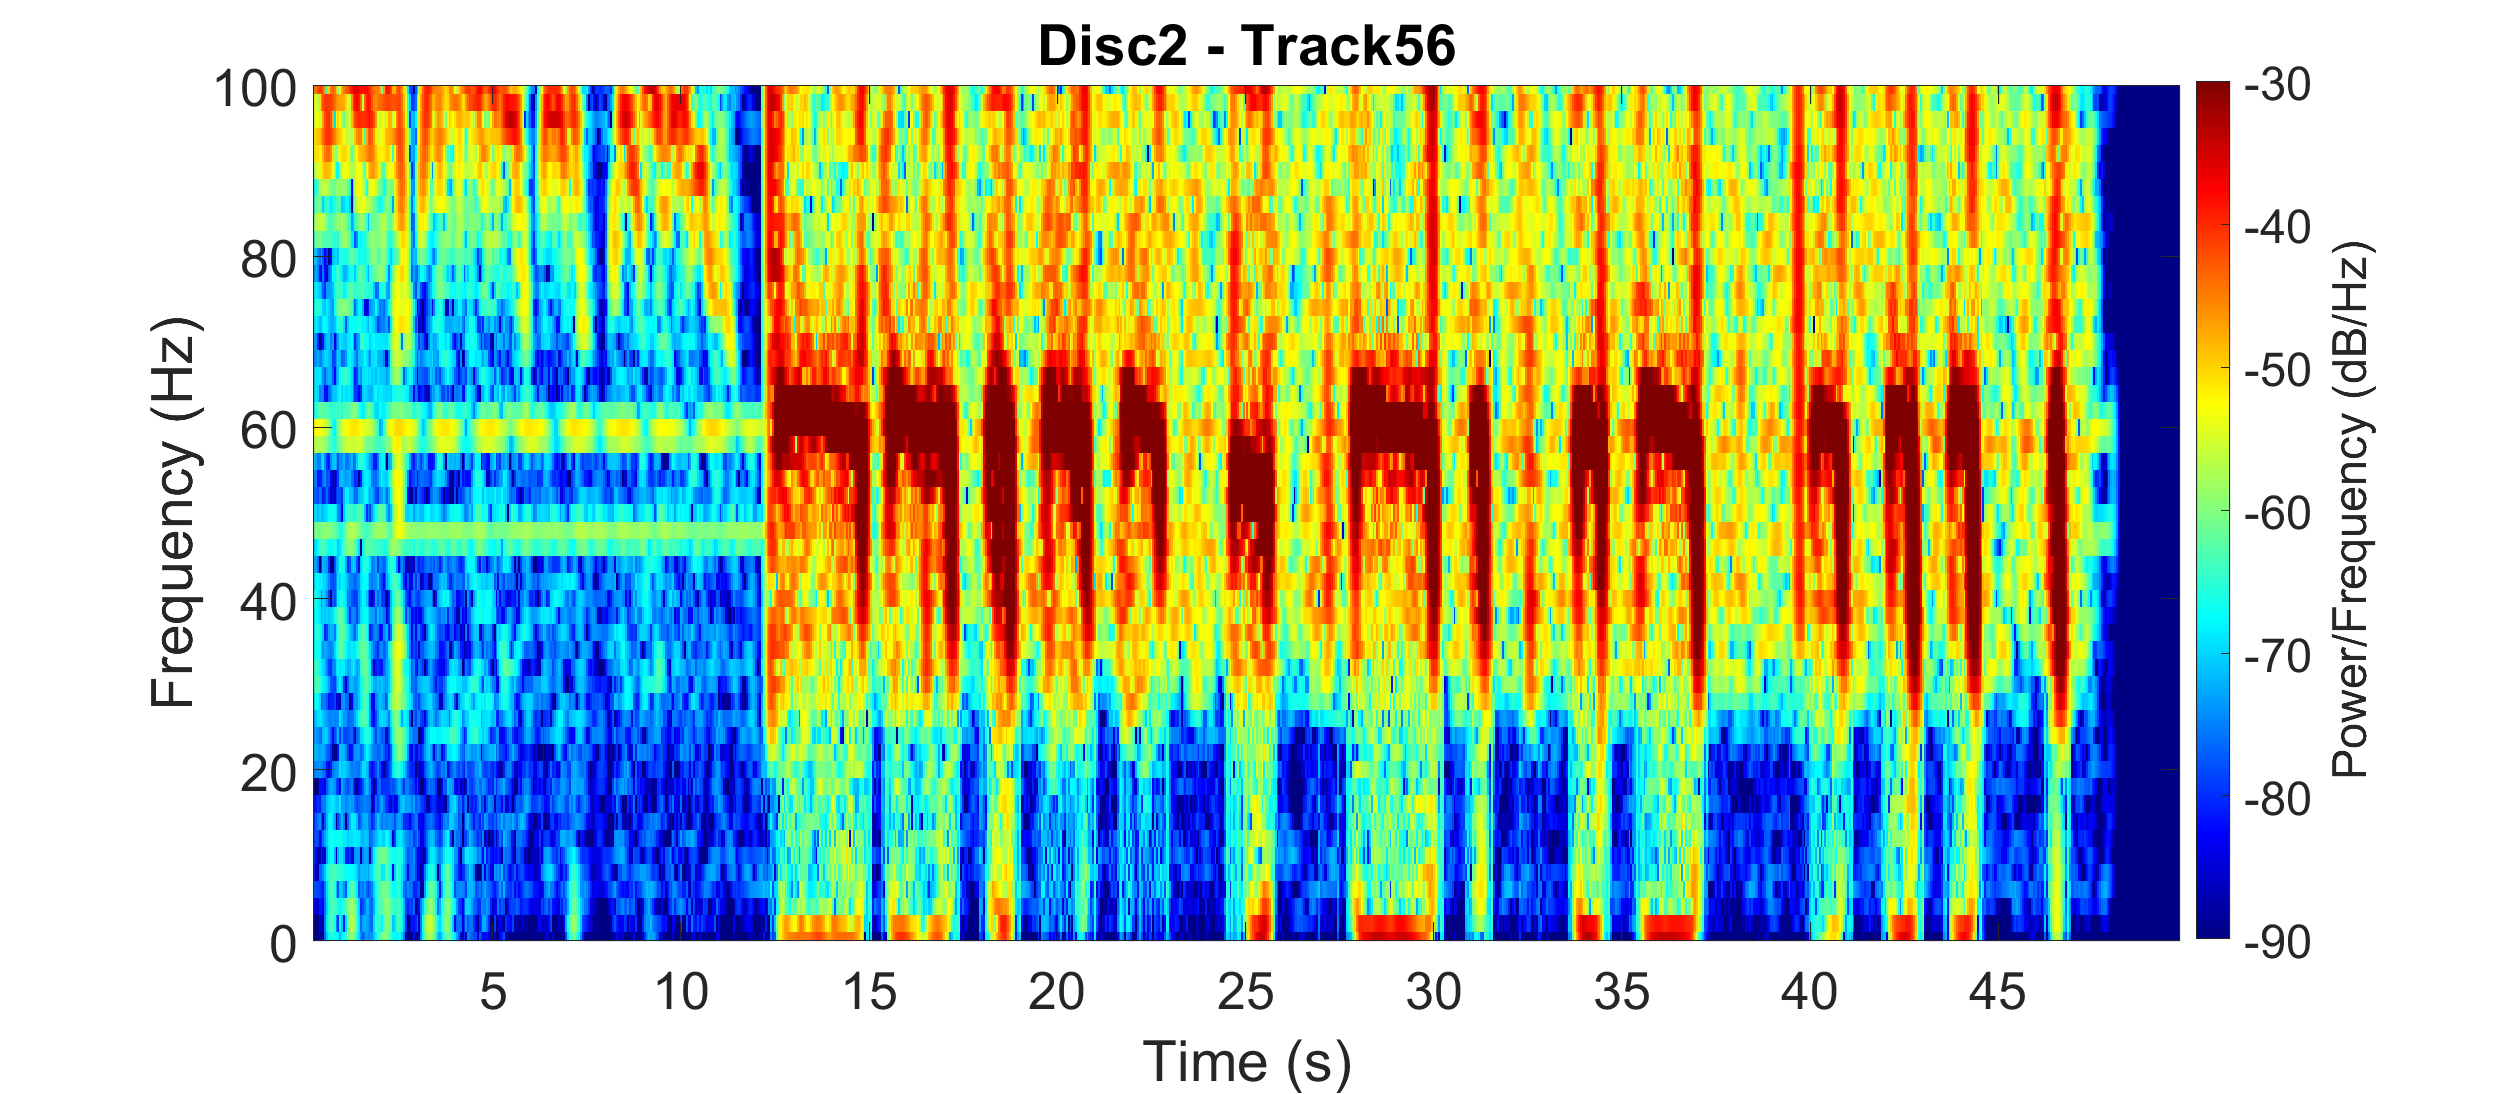 Disc2 - Track56
100
80
60
40
20
0
Frequency (Hz)
5 10 15 20 25 30 35 40 45
Time (s)
-30
-40
-50
-60
-70
-80
-90
Power/Frequency (dB/Hz)